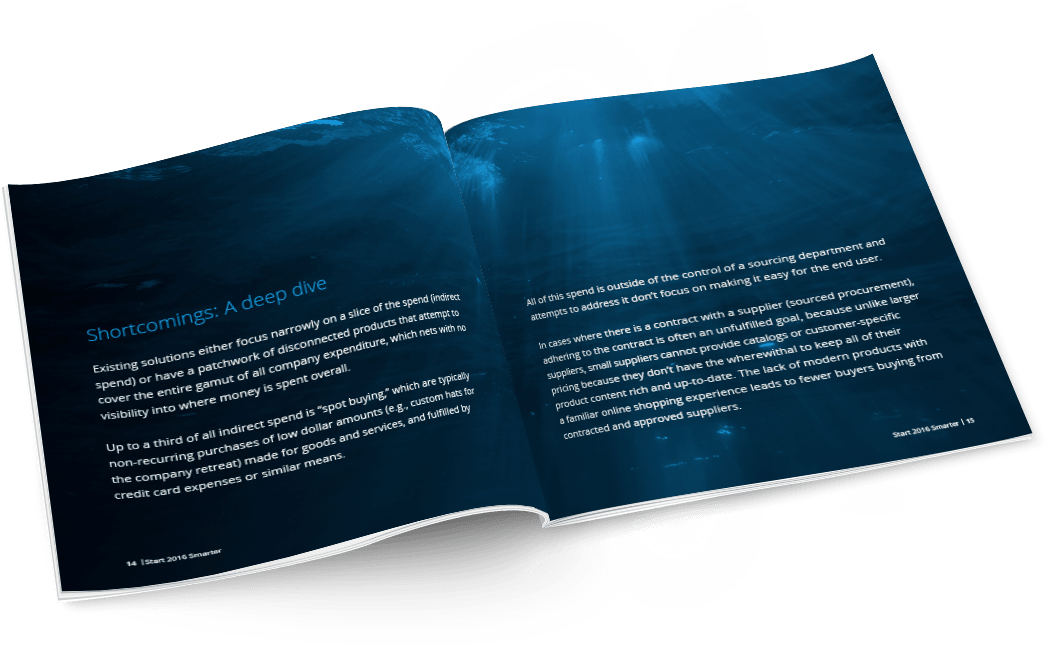 Shortcomings: A deep dive
Existing solutions either focus narrowly on a slice of the spend (indirect
spend) or have a patchwork of disconnected products that attempt to
cover the entire gamut of all company expenditure, which nets with no
visibility into where money is spent overall.
Up to a third of all indirect spend is “spot buying,” which are typically
non-recurring purchases of low dollar amounts (e.g., custom hats for
the company retreat) made for goods and services, and fulfilled by
credit card expenses or similar means.
14 | Start 2016 Smarter
All of this spend is outside of the control of a sourcing department and
attempts to address it don’t focus on making it easy for the end user.
In cases where there is a contract with a supplier (sourced procurement),
adhering to the contract is often an unfulfilled goal, because unlike larger
suppliers, small suppliers cannot provide catalogs or customer-specific
pricing because they don’t have the wherewithal to keep all of their
product content rich and up-to-date. The lack of modern products with
a familiar online shopping experience leads to fewer buyers buying from
contracted and approved suppliers.
Start 2016 Smarter | 15